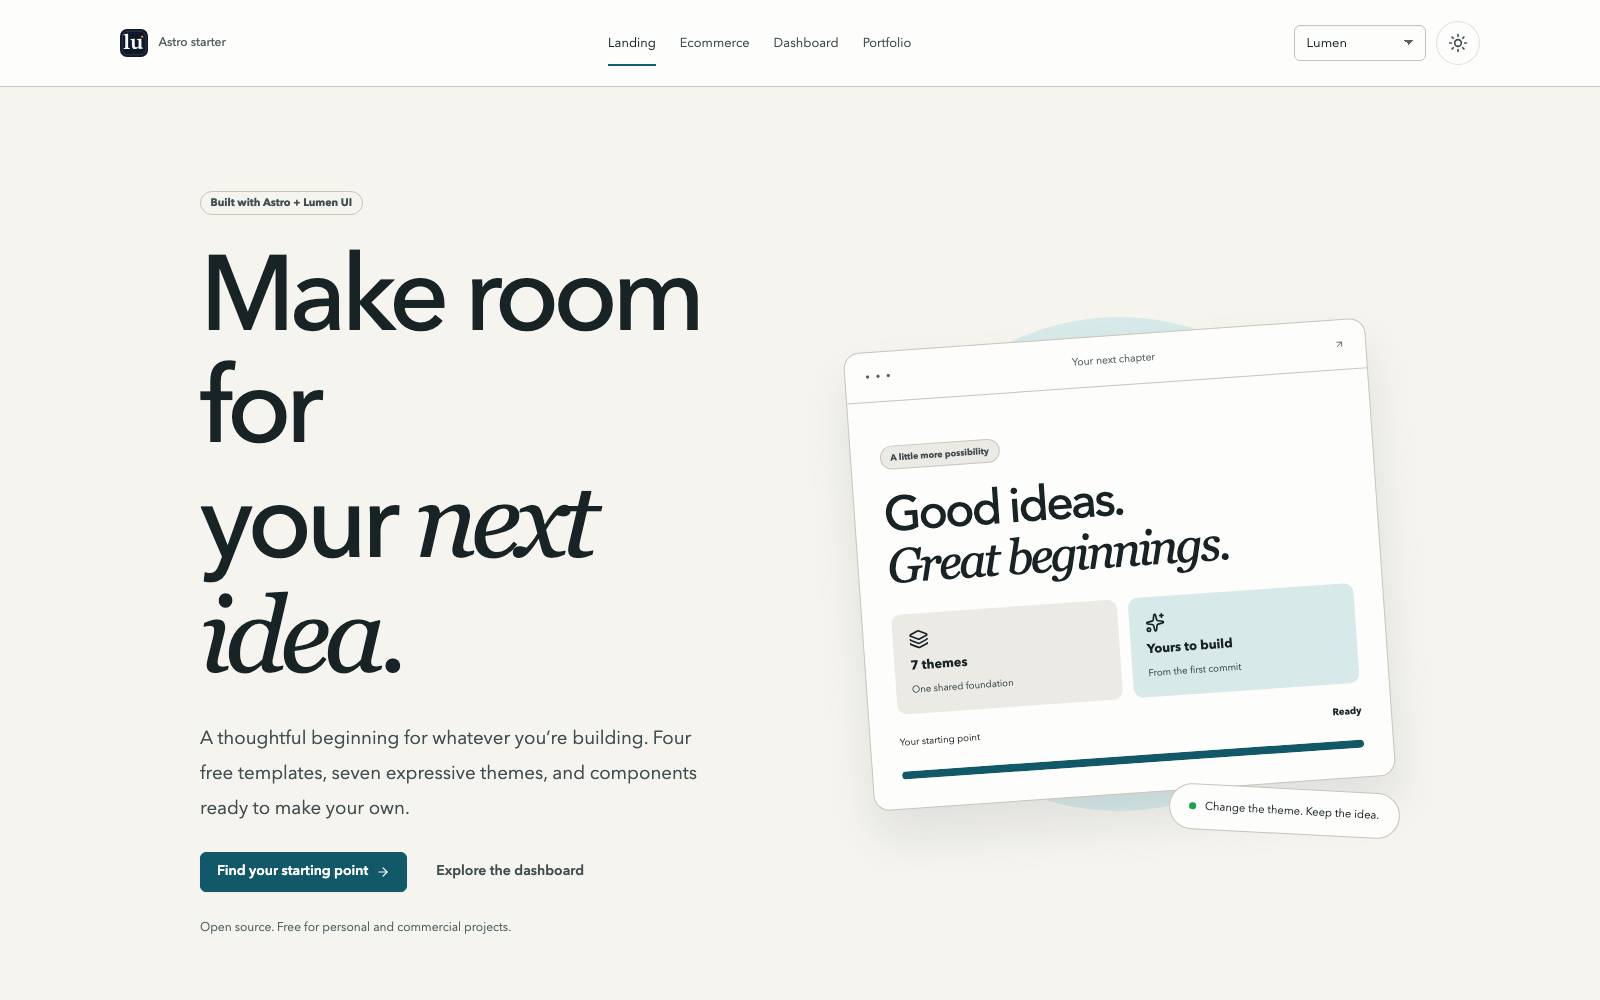 lu
Astro starter
Landing
Ecommerce
Dashboard
Portfolio
Lumen
Built with Astro + Lumen UI
Make room
for
your next
idea.
A thoughtful beginning for whatever you’re building. Four
free templates, seven expressive themes, and components
ready to make your own.
Find your starting point →
Explore the dashboard
Open source. Free for personal and commercial projects.
Your next chapter
A little more possibility
Good ideas.
Great beginnings.
7 themes
One shared foundation
Yours to build
From the first commit
Your starting point
Ready
Change the theme. Keep the idea.